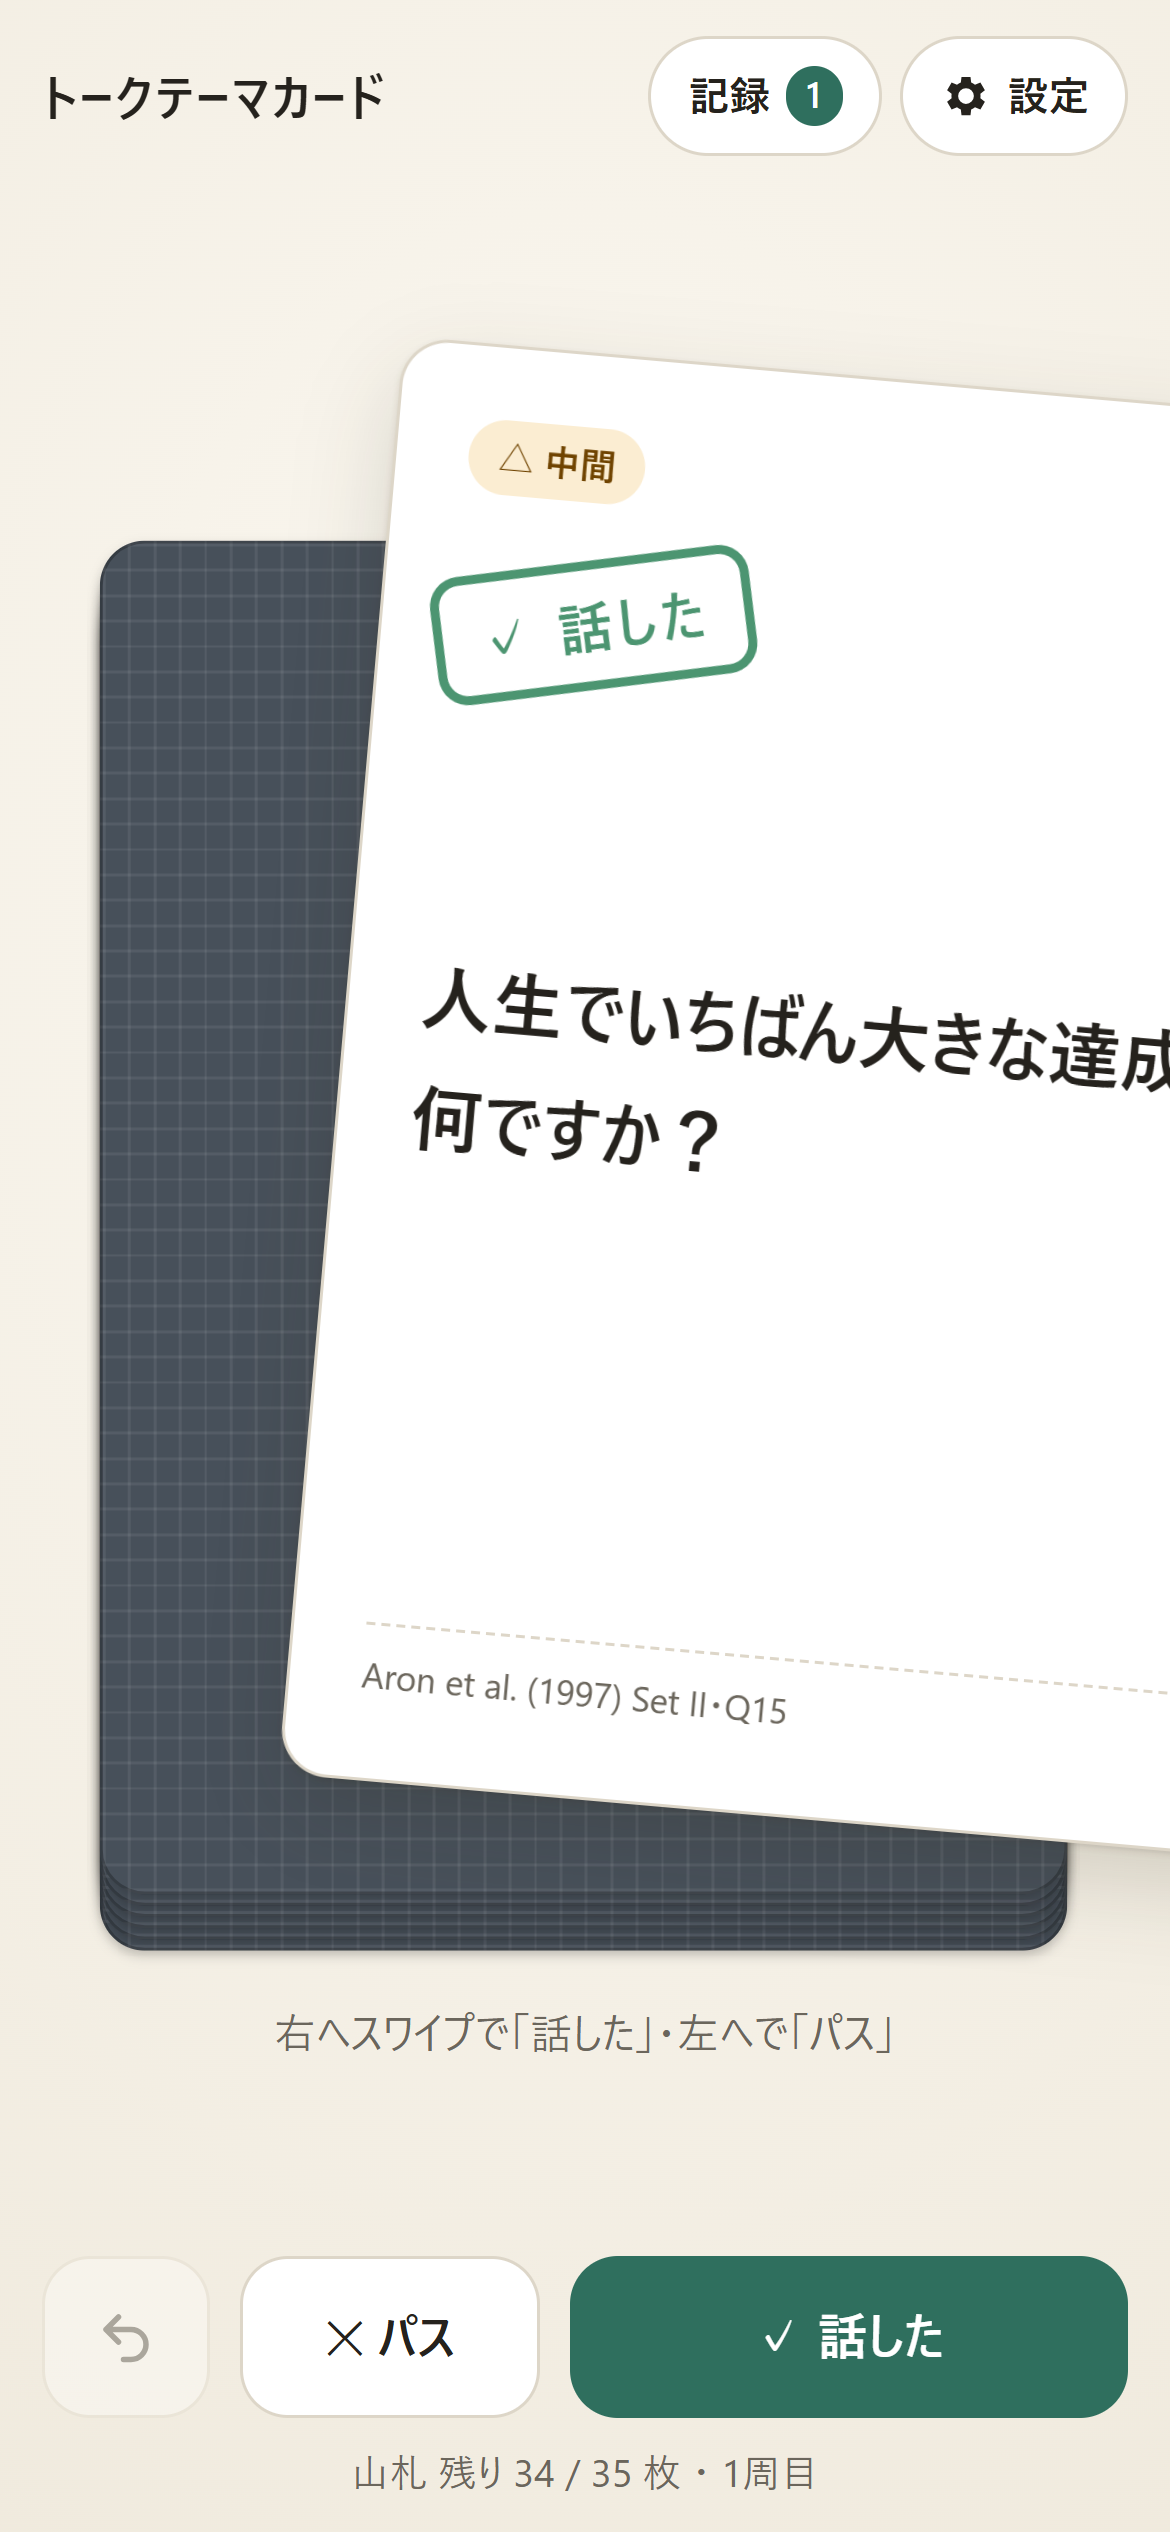 トークテーマカード
記録 1
設定
△ 中間
✓ 話した
人生でいちばん大きな達成
何ですか？
Aron et al. (1997) Set II・Q15
右へスワイプで「話した」・左へで「パス」
× パス
✓ 話した
山札 残り 34 / 35 枚 ・ 1周目